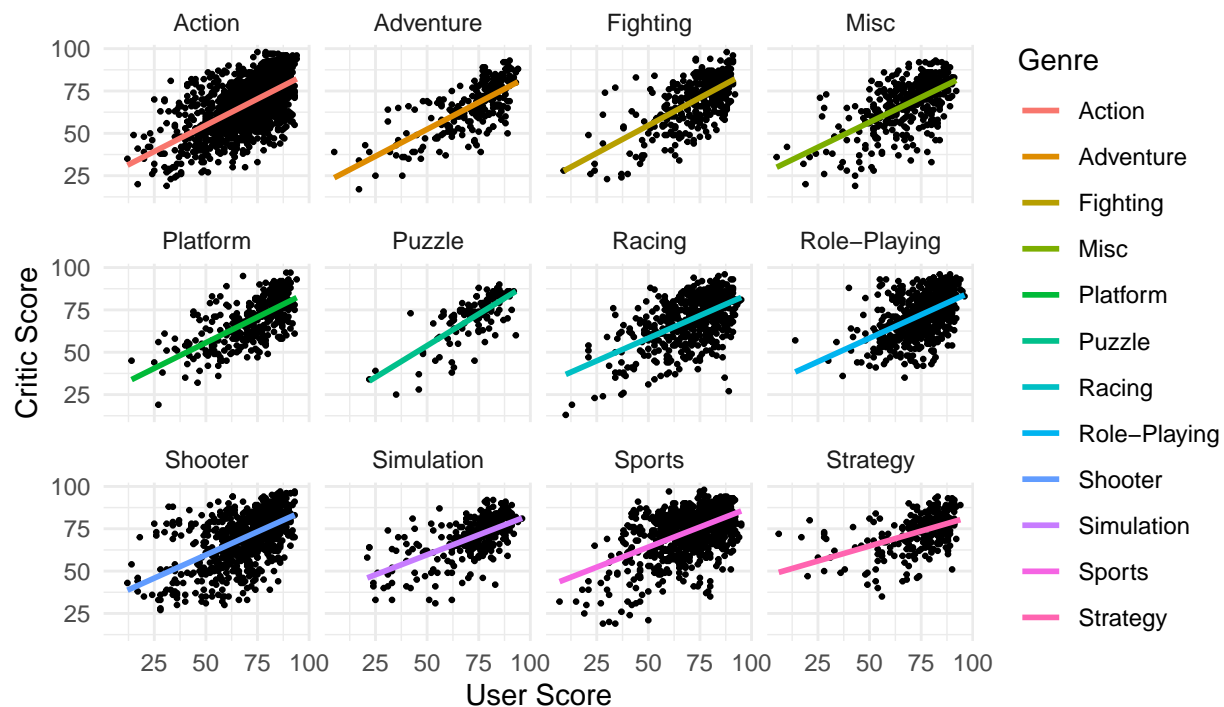 Action Adventure Fighting Misc
100
75
50
25
Platform Puzzle Racing Role−Playing
100
75
50
25
Shooter Simulation Sports Strategy
100
75
50
25
25 50 75 100 25 50 75 100 25 50 75 100 25 50 75 100
User Score
Critic Score
Genre
Action
Adventure
Fighting
Misc
Platform
Puzzle
Racing
Role−Playing
Shooter
Simulation
Sports
Strategy